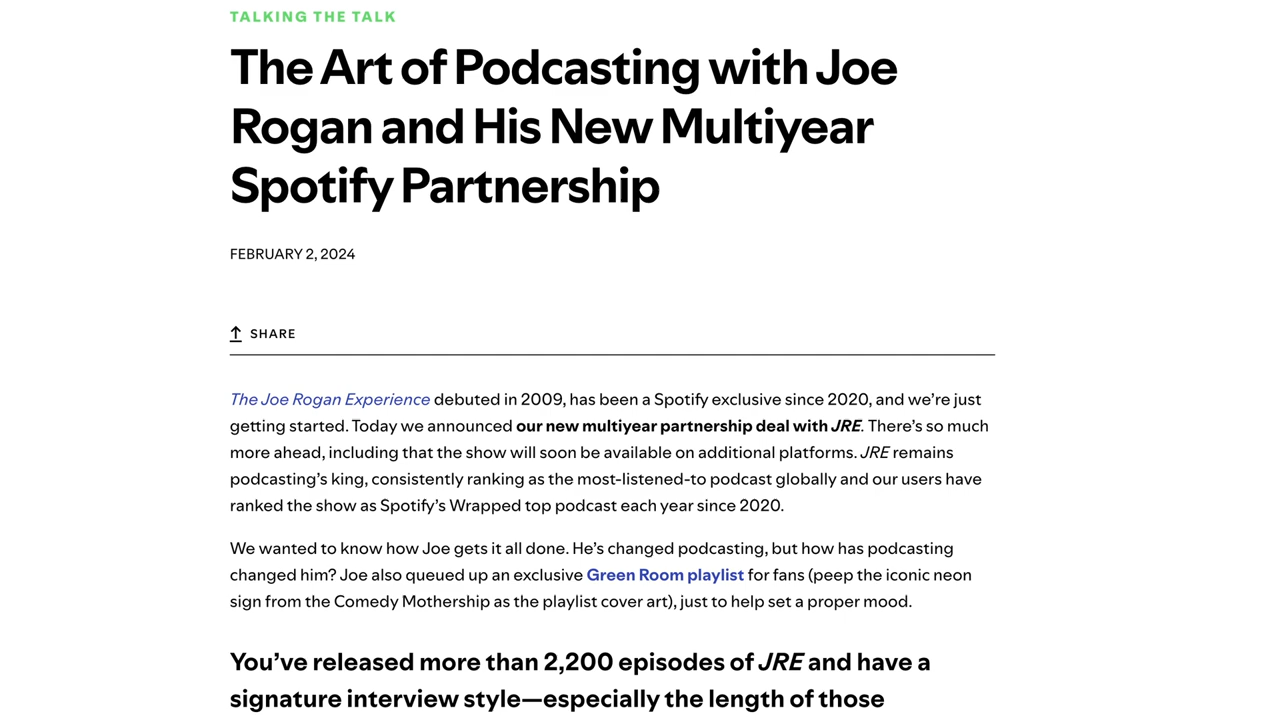 TALKING THE TALK
The Art of Podcasting with Joe
Rogan and His New Multiyear
Spotify Partnership
FEBRUARY 2, 2024
SHARE
The Joe Rogan Experience debuted in 2009, has been a Spotify exclusive since 2020, and we're just
getting started. Today we announced our new multiyear partnership deal with JRE. There's so much
more ahead, including that the show will soon be available on additional platforms. JRE remains
podcasting's king, consistently ranking as the most-listened-to podcast globally and our users have
ranked the show as Spotify's Wrapped top podcast each year since 2020.
We wanted to know how Joe gets it all done. He's changed podcasting, but how has podcasting
changed him? Joe also queued up an exclusive Green Room playlist for fans (peep the iconic neon
sign from the Comedy Mothership as the playlist cover art), just to help set a proper mood.
You've released more than 2,200 episodes of JRE and have a
signature interview style—especially the length of those